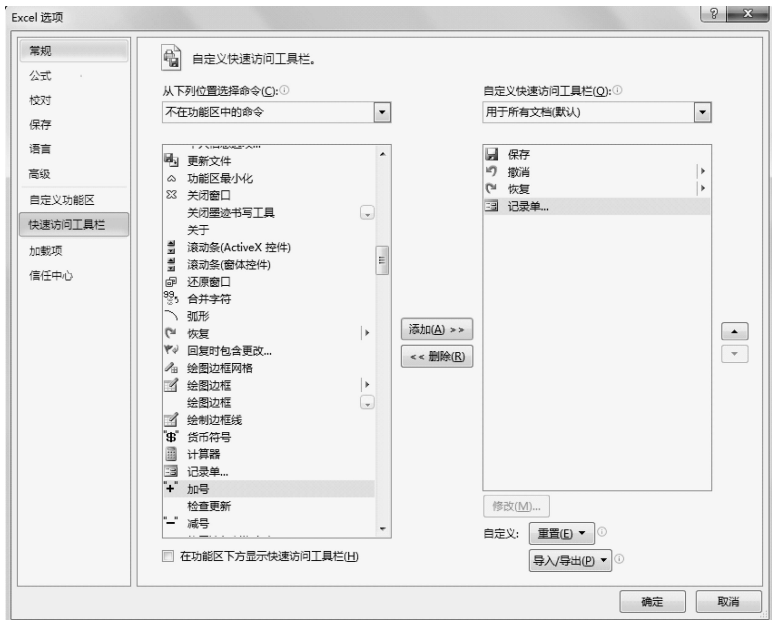 Excel 选项
常规
公式
校对
保存
语言
高级
自定义功能区
快速访问工具栏
加载项
信任中心
自定义快速访问工具栏。
从下列位置选择命令(C):
不在功能区中的命令
更新文件
功能区最小化
关闭窗口
关闭墨迹书写工具
关于
滚动条(ActiveX 控件)
滚动条(窗体控件)
还原窗口
合并字符
弧形
恢复
回复时包含更改...
绘图边框网格
绘图边框
绘图边框
绘制边框线
货币符号
计算器
记录单...
加号
检查更新
减号
在功能区下方显示快速访问工具栏(H)
添加(A) >>
<< 删除(R)
自定义快速访问工具栏(Q):
用于所有文档(默认)
保存
撤消
恢复
记录单...
修改(M)...
自定义:
重置(E)
导入/导出(P)
确定
取消